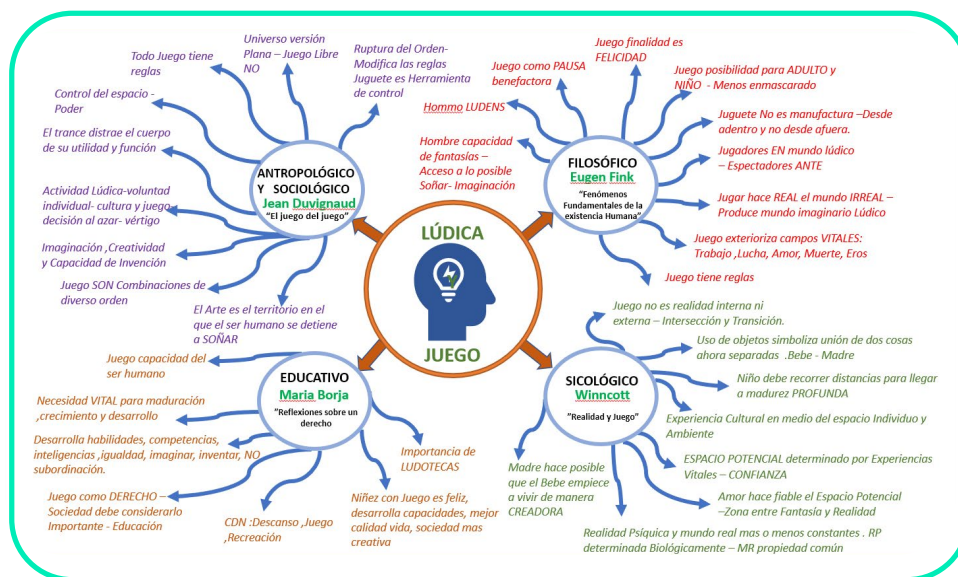 Universo versión
Plana – Juego Libre
NO
Todo Juego tiene
reglas
Ruptura del Orden-
Modifica las reglas
Juguete es Herramienta
de control
Control del espacio -
Poder
El trance distrae el cuerpo
de su utilidad y función
ANTROPOLÓGICO
Y SOCIOLÓGICO
Jean Duvignaud
"El juego del juego"
Actividad Lúdica-voluntad
individual- cultura y juego
decisión al azar- vértigo
Imaginación ,Creatividad
y Capacidad de Invención
Juego SON Combinaciones de
diverso orden
El Arte es el territorio en el
que el ser humano se detiene
a SOÑAR
Juego finalidad es
FELICIDAD
Juego como PAUSA
benefactora
Juego posibilidad para ADULTO y
NIÑO - Menos enmascarado
Hommo LUDENS
Juguete No es manufactura –Desde
adentro y no desde afuera.
Hombre capacidad
de fantasías –
Acceso a lo posible
Soñar- Imaginación
FILOSÓFICO
Eugen Fink
"Fenómenos
Fundamentales de la
existencia Humana"
Jugadores EN mundo lúdico
– Espectadores ANTE
Jugar hace REAL el mundo IRREAL –
Produce mundo imaginario Lúdico
Juego exterioriza campos VITALES:
Trabajo ,Lucha, Amor, Muerte, Eros
Juego tiene reglas
LÚDICA
JUEGO
Juego capacidad del
ser humano
EDUCATIVO
Maria Borja
"Reflexiones sobre un
derecho"
Necesidad VITAL para maduración
,crecimiento y desarrollo
Desarrolla habilidades, competencias,
inteligencias ,igualdad, imaginar, inventar, NO
subordinación.
Juego como DERECHO –
Sociedad debe considerarlo
Importante - Educación
CDN :Descanso ,Juego
,Recreación
Importancia de
LUDOTECAS
Niñez con Juego es feliz,
desarrolla capacidades, mejor
calidad vida, sociedad mas
creativa
Juego no es realidad interna ni
externa – Intersección y Transición.
Uso de objetos simboliza unión de dos cosas
ahora separadas .Bebe - Madre
SICOLÓGICO
Winncott
"Realidad y Juego"
Niño debe recorrer distancias para llegar
a madurez PROFUNDA
Experiencia Cultural en medio del espacio Individuo y
Ambiente
ESPACIO POTENCIAL determinado por Experiencias
Vitales – CONFIANZA
Amor hace fiable el Espacio Potencial
–Zona entre Fantasía y Realidad
Madre hace posible
que el Bebe empiece
a vivir de manera
CREADORA
Realidad Psíquica y mundo real mas o menos constantes . RP
determinada Biológicamente – MR propiedad común